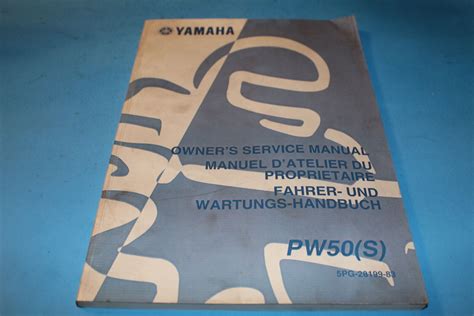 YAMAHA
OWNER'S SERVICE MANUAL
MANUEL D'ATELIER DU
PROPRIETAIRE
FAHRER- UND
WARTUNGS-HANDBUCH
PW50(S)
5PG-28199-83